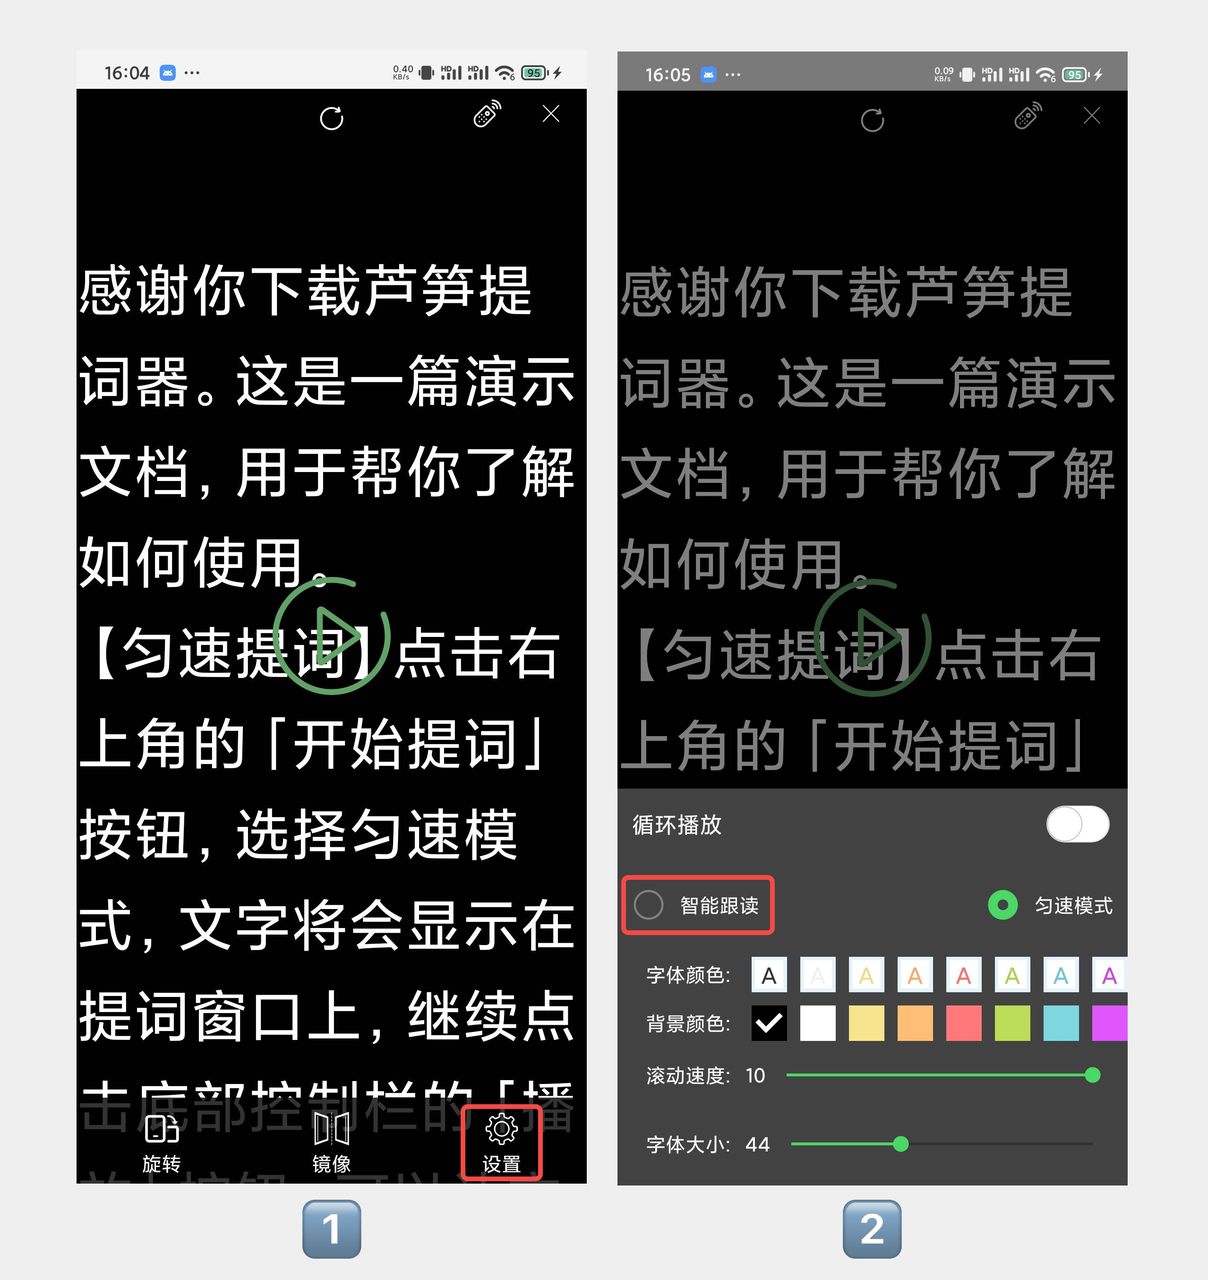 16:04
0.40
KB/s
HD
HD
6
95
感谢你下载芦笋提
词器。这是一篇演示
文档，用于帮你了解
如何使用。
【匀速提词】点击右
上角的「开始提词」
按钮，选择匀速模
式，文字将会显示在
提词窗口上，继续点
击底部控制栏的「播
旋转
镜像
设置
1
16:05
0.09
KB/s
HD
HD
6
95
感谢你下载芦笋提
词器。这是一篇演示
文档，用于帮你了解
如何使用。
【匀速提词】点击右
上角的「开始提词」
循环播放
智能跟读
匀速模式
字体颜色:
A A A A A A A A
背景颜色:
滚动速度: 10
字体大小: 44
2